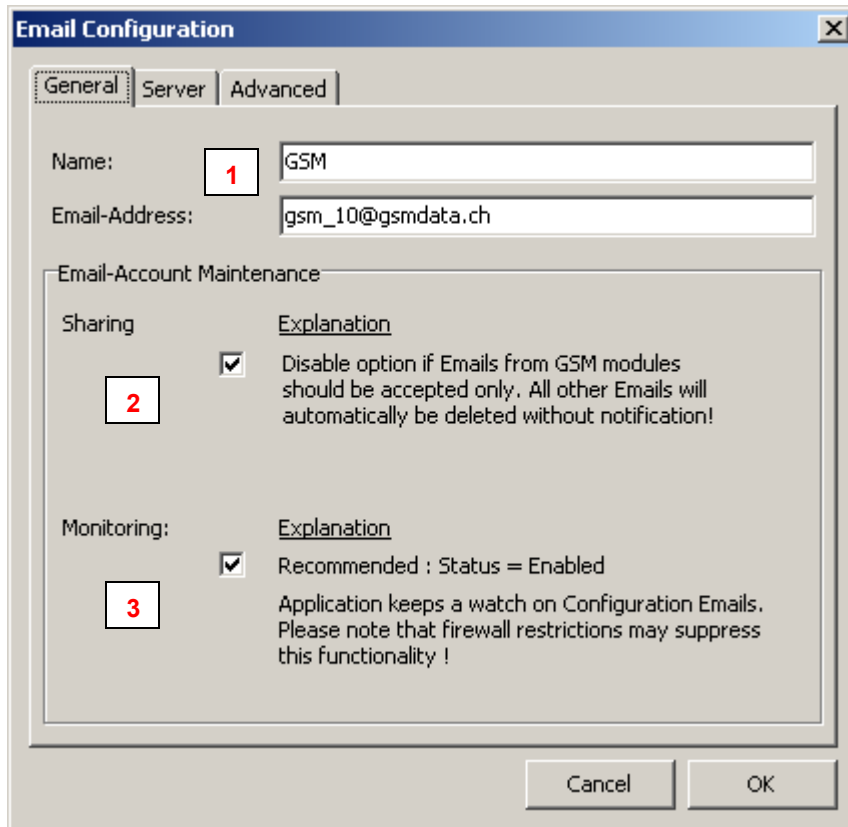 Email Configuration
General Server Advanced
Name: 1 GSM
Email-Address: gsm_10@gsmdata.ch
Email-Account Maintenance
Sharing Explanation
Disable option if Emails from GSM modules
should be accepted only. All other Emails will
2
automatically be deleted without notification!
Monitoring: Explanation
Recommended : Status = Enabled
3
Application keeps a watch on Configuration Emails.
Please note that firewall restrictions may suppress
this functionality !
Cancel OK